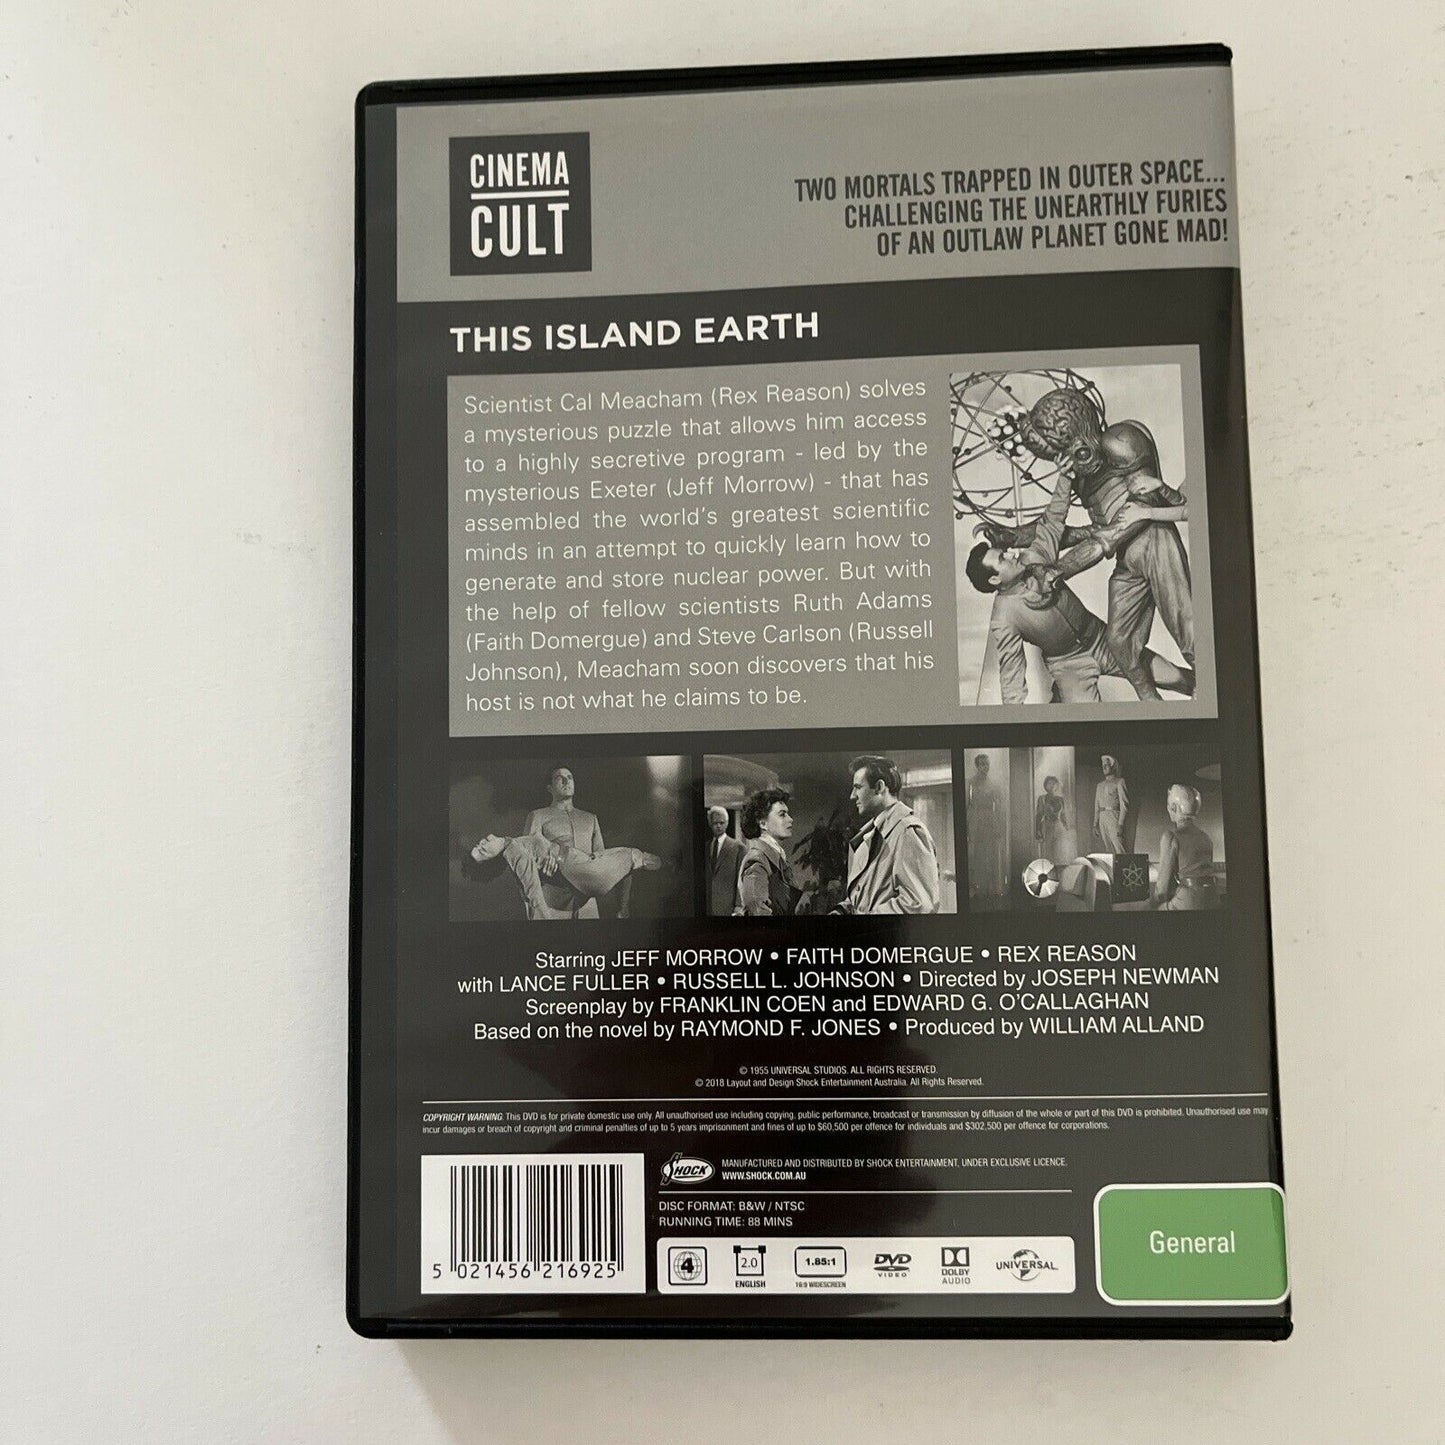 CINEMA
CULT
TWO MORTALS TRAPPED IN OUTER SPACE...
CHALLENGING THE UNEARTHLY FURIES
OF AN OUTLAW PLANET GONE MAD!
THIS ISLAND EARTH
Scientist Cal Meacham (Rex Reason) solves
a mysterious puzzle that allows him access
to a highly secretive program - led by the
mysterious Exeter (Jeff Morrow) - that has
assembled the world's greatest scientific
minds in an attempt to quickly learn how to
generate and store nuclear power. But with
the help of fellow scientists Ruth Adams
(Faith Domergue) and Steve Carlson (Russell
Johnson), Meacham soon discovers that his
host is not what he claims to be.
Starring JEFF MORROW • FAITH DOMERGUE • REX REASON
with LANCE FULLER • RUSSELL L. JOHNSON • Directed by JOSEPH NEWMAN
Screenplay by FRANKLIN COEN and EDWARD G. O'CALLAGHAN
Based on the novel by RAYMOND F. JONES • Produced by WILLIAM ALLAND
© 1955 UNIVERSAL STUDIOS. ALL RIGHTS RESERVED.
© 2018 Layout and Design Shock Entertainment Australia. All Rights Reserved.
COPYRIGHT WARNING. This DVD is for private domestic use only. All unauthorised use including copying, public performance, broadcast or transmission by diffusion of the whole or part of this DVD is prohibited. Unauthorised use may
incur damages or breach of copyright and criminal penalties of up to 5 years imprisonment and fines of up to $60,500 per offence for individuals and $302,500 per offence for corporations.
SHOCK
MANUFACTURED AND DISTRIBUTED BY SHOCK ENTERTAINMENT, UNDER EXCLUSIVE LICENCE.
WWW.SHOCK.COM.AU
DISC FORMAT: B&W / NTSC
RUNNING TIME: 88 MINS
5 021456 216925
4
2.0
ENGLISH
1.85:1
16:9 WIDESCREEN
DVD
VIDEO
DOLBY
AUDIO
UNIVERSAL
General